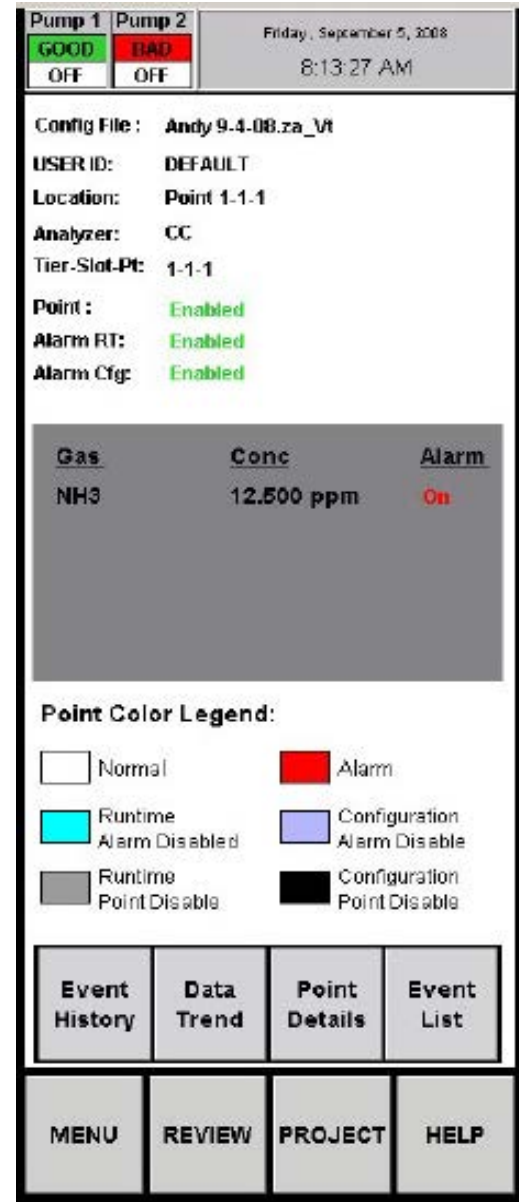 Pump 1 Pump 2
GOOD BAD
OFF OFF
Friday, September 5, 2008
8:13:27 AM
Config File : Andy 9-4-08.za_Vt
USER ID: DEFAULT
Location: Point 1-1-1
Analyzer: CC
Tier-Slot-Pt: 1-1-1
Point : Enabled
Alarm RT: Enabled
Alarm Cfg: Enabled
Gas Conc Alarm
NH3 12.500 ppm On
Point Color Legend:
Normal
Alarm
Runtime
Alarm Disabled
Configuration
Alarm Disable
Runtime
Point Disable
Configuration
Point Disable
Event
History
Data
Trend
Point
Details
Event
List
MENU REVIEW PROJECT HELP